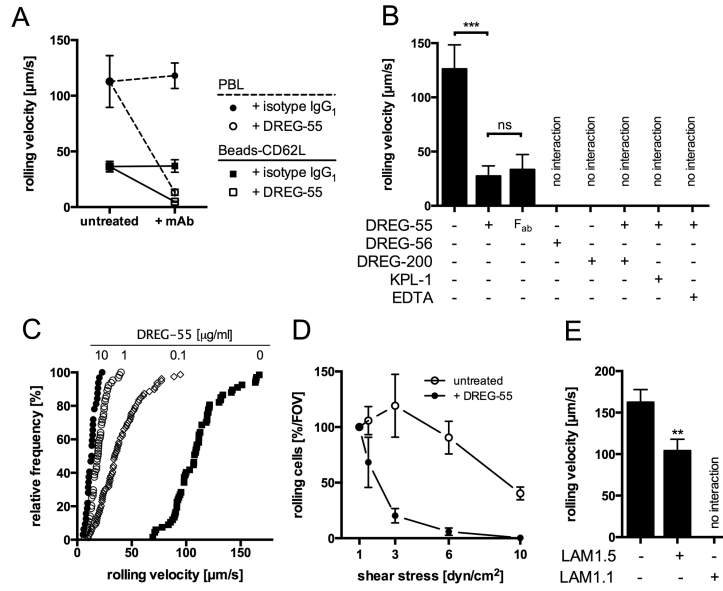 A
rolling velocity [µm/s]
150
100
50
0
untreated + mAb
PBL
+ isotype IgG1
+ DREG-55
Beads-CD62L
+ isotype IgG1
+ DREG-55
B
rolling velocity [µm/s]
150
100
50
0
***
ns
no interaction
no interaction
no interaction
no interaction
no interaction
DREG-55 - + Fab - - + + +
DREG-56 - - - + - - - -
DREG-200 - - - - + + - -
KPL-1 - - - - - - + -
EDTA - - - - - - - +
C
DREG-55 [µg/ml]
10 1 0.1 0
relative frequency [%]
100
80
60
40
20
0
0 50 100 150
rolling velocity [µm/s]
D
rolling cells [%/FOV]
150
100
50
0
untreated
+ DREG-55
1 3 6 10
shear stress [dyn/cm2]
E
rolling velocity [µm/s]
200
150
100
50
0
**
no interaction
LAM1.5 - + -
LAM1.1 - - +